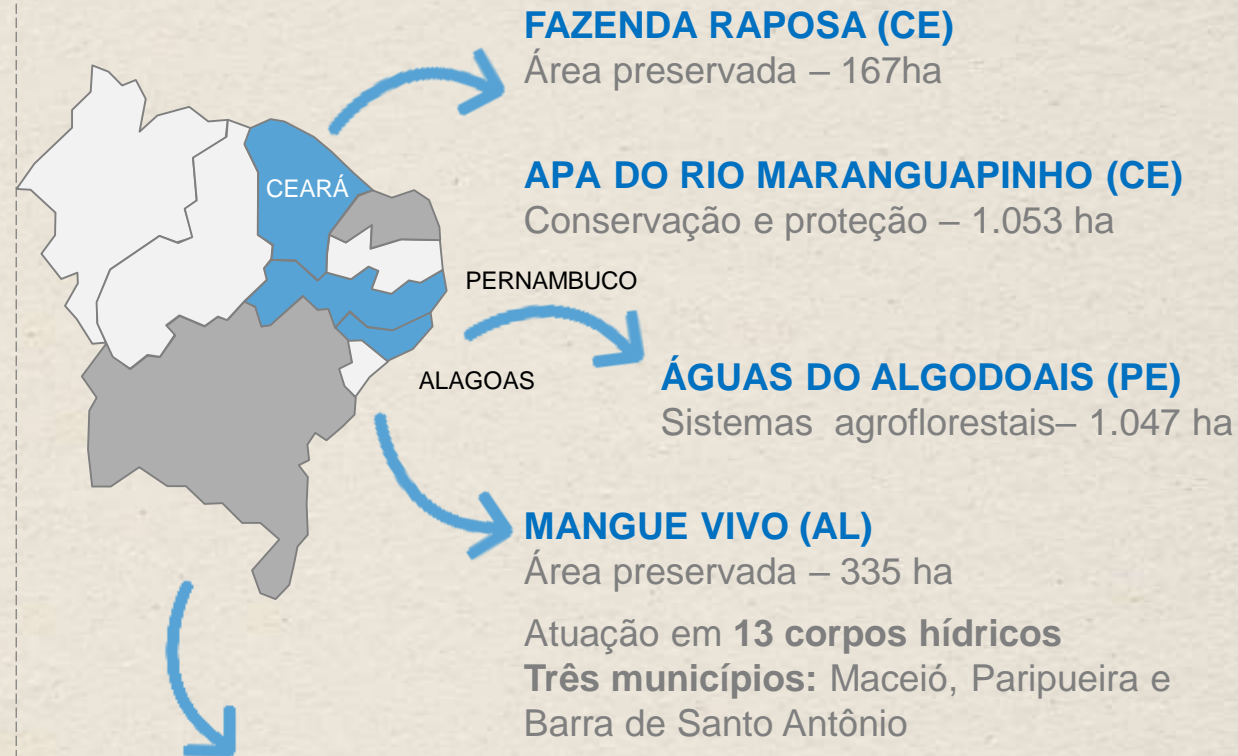 FAZENDA RAPOSA (CE)
Área preservada – 167ha
CEARÁ
APA DO RIO MARANGUAPINHO (CE)
Conservação e proteção – 1.053 ha
PERNAMBUCO
ALAGOAS
ÁGUAS DO ALGODOAIS (PE)
Sistemas agroflorestais– 1.047 ha
MANGUE VIVO (AL)
Área preservada – 335 ha
Atuação em 13 corpos hídricos
Três municípios: Maceió, Paripueira e
Barra de Santo Antônio